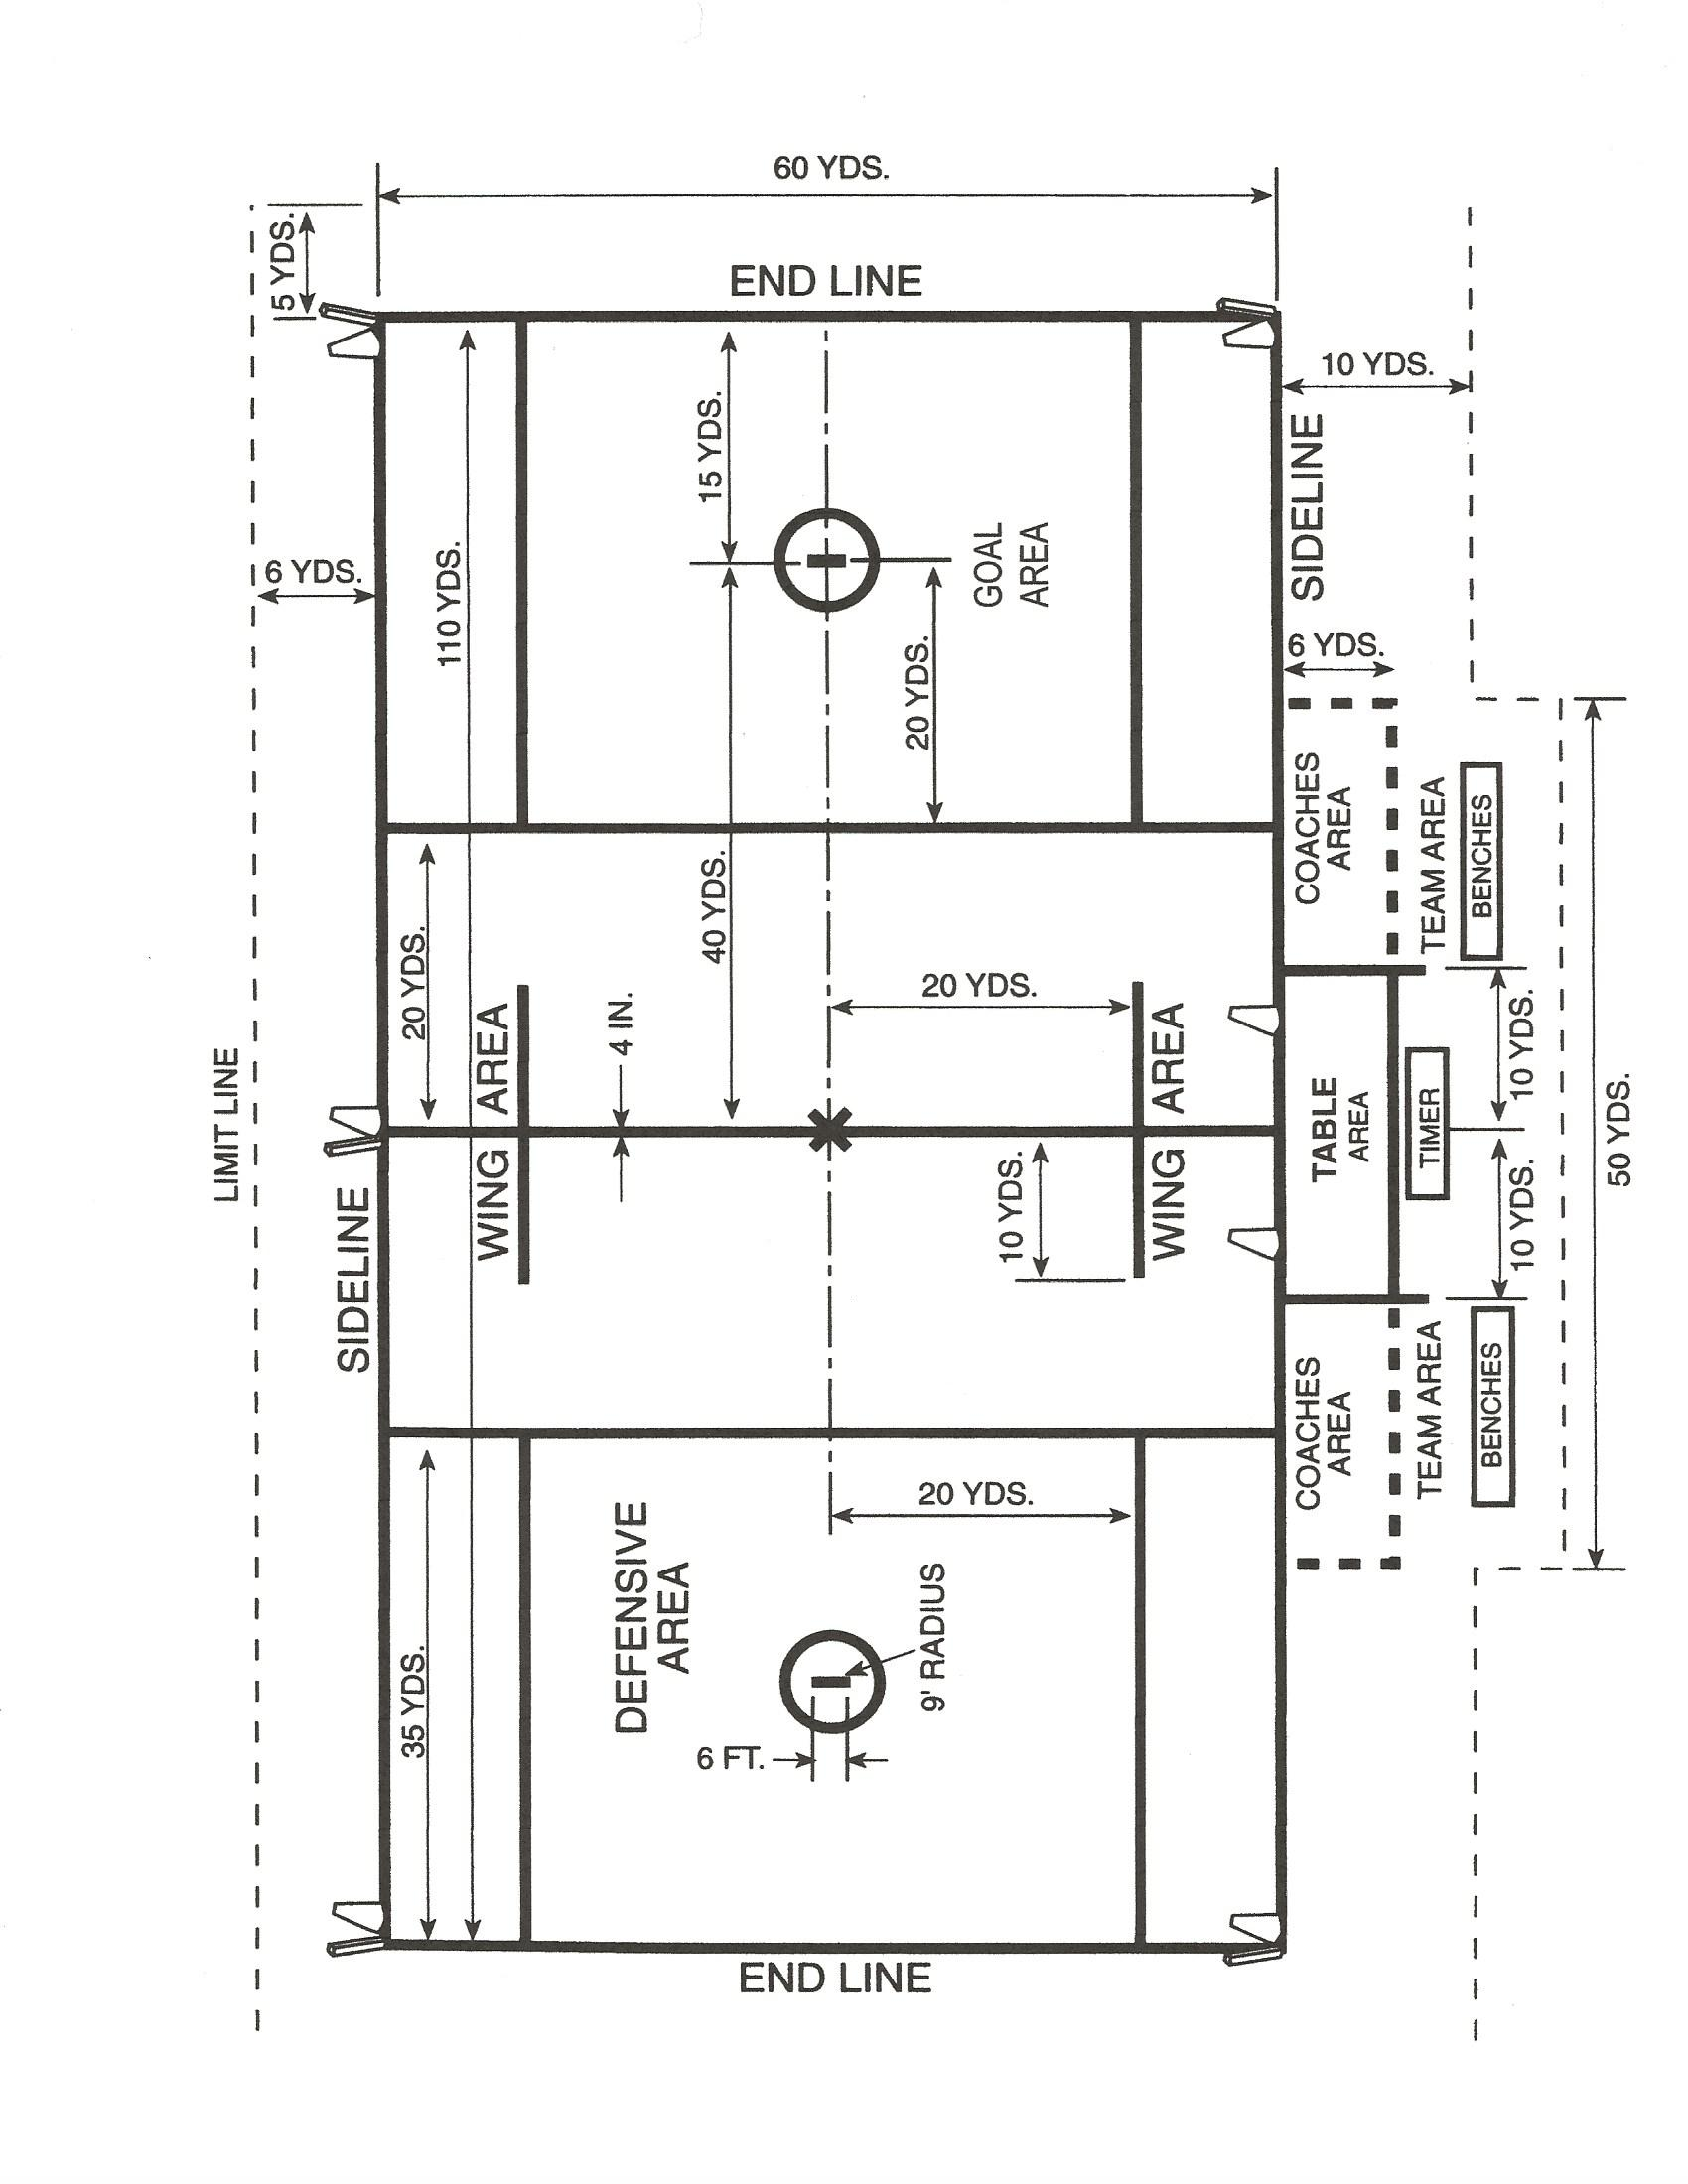 60 YDS.
5 YDS.
END LINE
10 YDS.
15 YDS.
SIDELINE
6 YDS.
110 YDS.
GOAL
AREA
20 YDS.
6 YDS.
COACHES
AREA
TEAM AREA
BENCHES
40 YDS.
20 YDS.
20 YDS.
WING AREA
4 IN.
WING AREA
10 YDS.
LIMIT LINE
TABLE
AREA
TIMER
50 YDS.
10 YDS.
10 YDS.
SIDELINE
COACHES
AREA
TEAM AREA
BENCHES
20 YDS.
DEFENSIVE
AREA
9' RADIUS
35 YDS.
6 FT.
END LINE